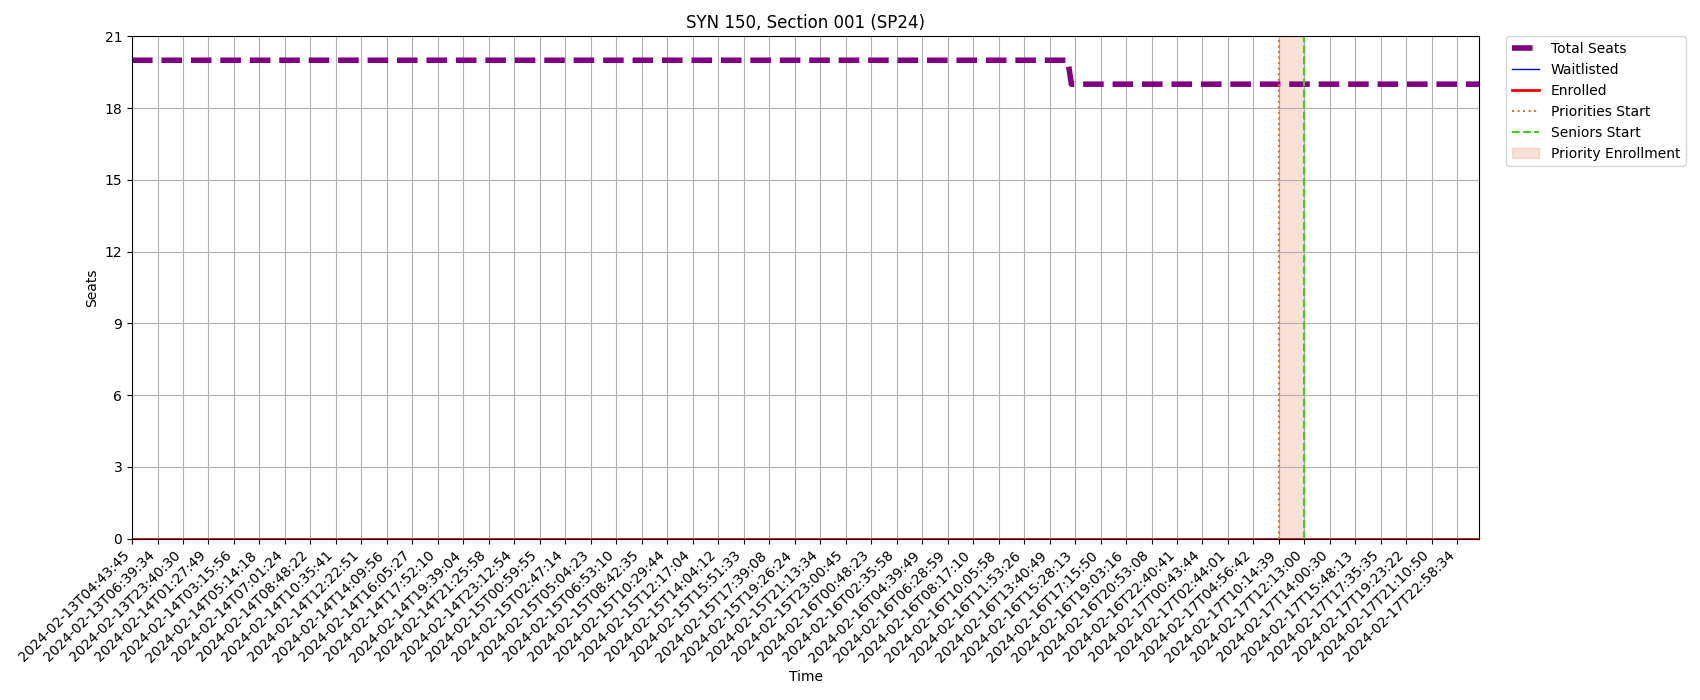 SYN 150, Section 001 (SP24)
Total Seats
Waitlisted
Enrolled
Priorities Start
Seniors Start
Priority Enrollment
Seats
21
18
15
12
9
6
3
0
2024-02-13T04:43:45
2024-02-13T06:39:34
2024-02-13T23:40:30
2024-02-14T01:27:49
2024-02-14T03:15:56
2024-02-14T05:14:18
2024-02-14T07:01:24
2024-02-14T08:48:22
2024-02-14T10:35:41
2024-02-14T12:22:51
2024-02-14T14:09:56
2024-02-14T16:05:27
2024-02-14T17:52:10
2024-02-14T19:39:04
2024-02-14T21:25:58
2024-02-14T23:12:54
2024-02-15T00:59:55
2024-02-15T02:47:14
2024-02-15T05:04:23
2024-02-15T06:53:10
2024-02-15T08:42:35
2024-02-15T10:29:44
2024-02-15T12:17:04
2024-02-15T14:04:12
2024-02-15T15:51:33
2024-02-15T17:39:08
2024-02-15T19:26:24
2024-02-15T21:13:34
2024-02-15T23:00:45
2024-02-16T00:48:23
2024-02-16T02:35:58
2024-02-16T04:39:49
2024-02-16T06:28:59
2024-02-16T08:17:10
2024-02-16T10:05:58
2024-02-16T11:53:26
2024-02-16T13:40:49
2024-02-16T15:28:13
2024-02-16T17:15:50
2024-02-16T19:03:16
2024-02-16T20:53:08
2024-02-16T22:40:41
2024-02-17T00:43:44
2024-02-17T02:44:01
2024-02-17T04:56:42
2024-02-17T10:14:39
2024-02-17T12:13:00
2024-02-17T14:00:30
2024-02-17T15:48:13
2024-02-17T17:35:35
2024-02-17T19:23:22
2024-02-17T21:10:50
2024-02-17T22:58:34
Time